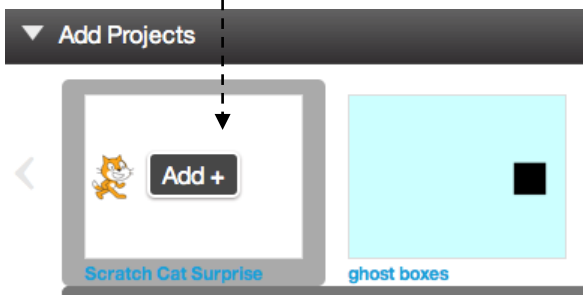 Add Projects
Add +
Scratch Cat Surprise
ghost boxes